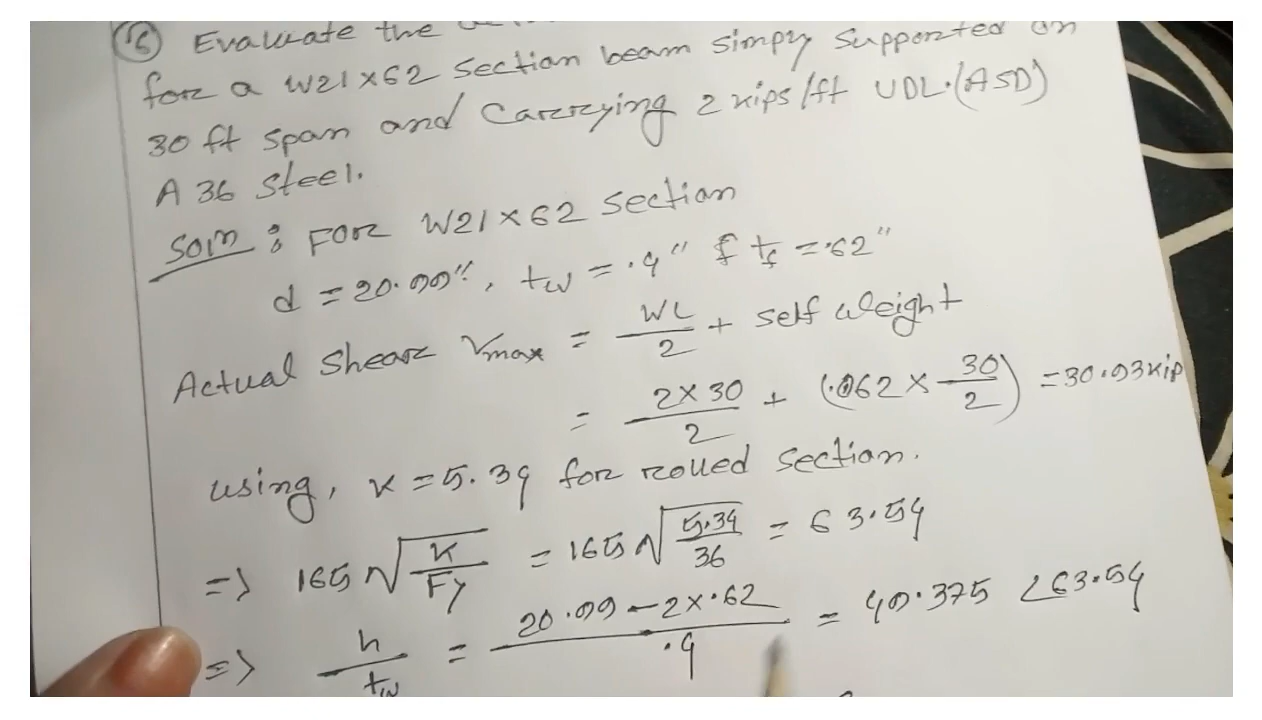 16 Evaluate the
for a W21×62 section beam simply supported on
30 ft span and Carrying 2 kips/ft UDL.(ASD)
A 36 Steel.
Soln : For W21×62 section
d = 20.99", tw = .4" & tf = .62"
Actual Shear Vmax = WL/2 + self weight
= 2×30/2 + (.062 × 30/2) = 30.93 kip
using, K = 5.34 for rolled section.
=> 165 √(K/Fy) = 165 √(5.34/36) = 63.54
=> h/tw = (20.99 - 2×.62)/.4 = 49.375 < 63.54